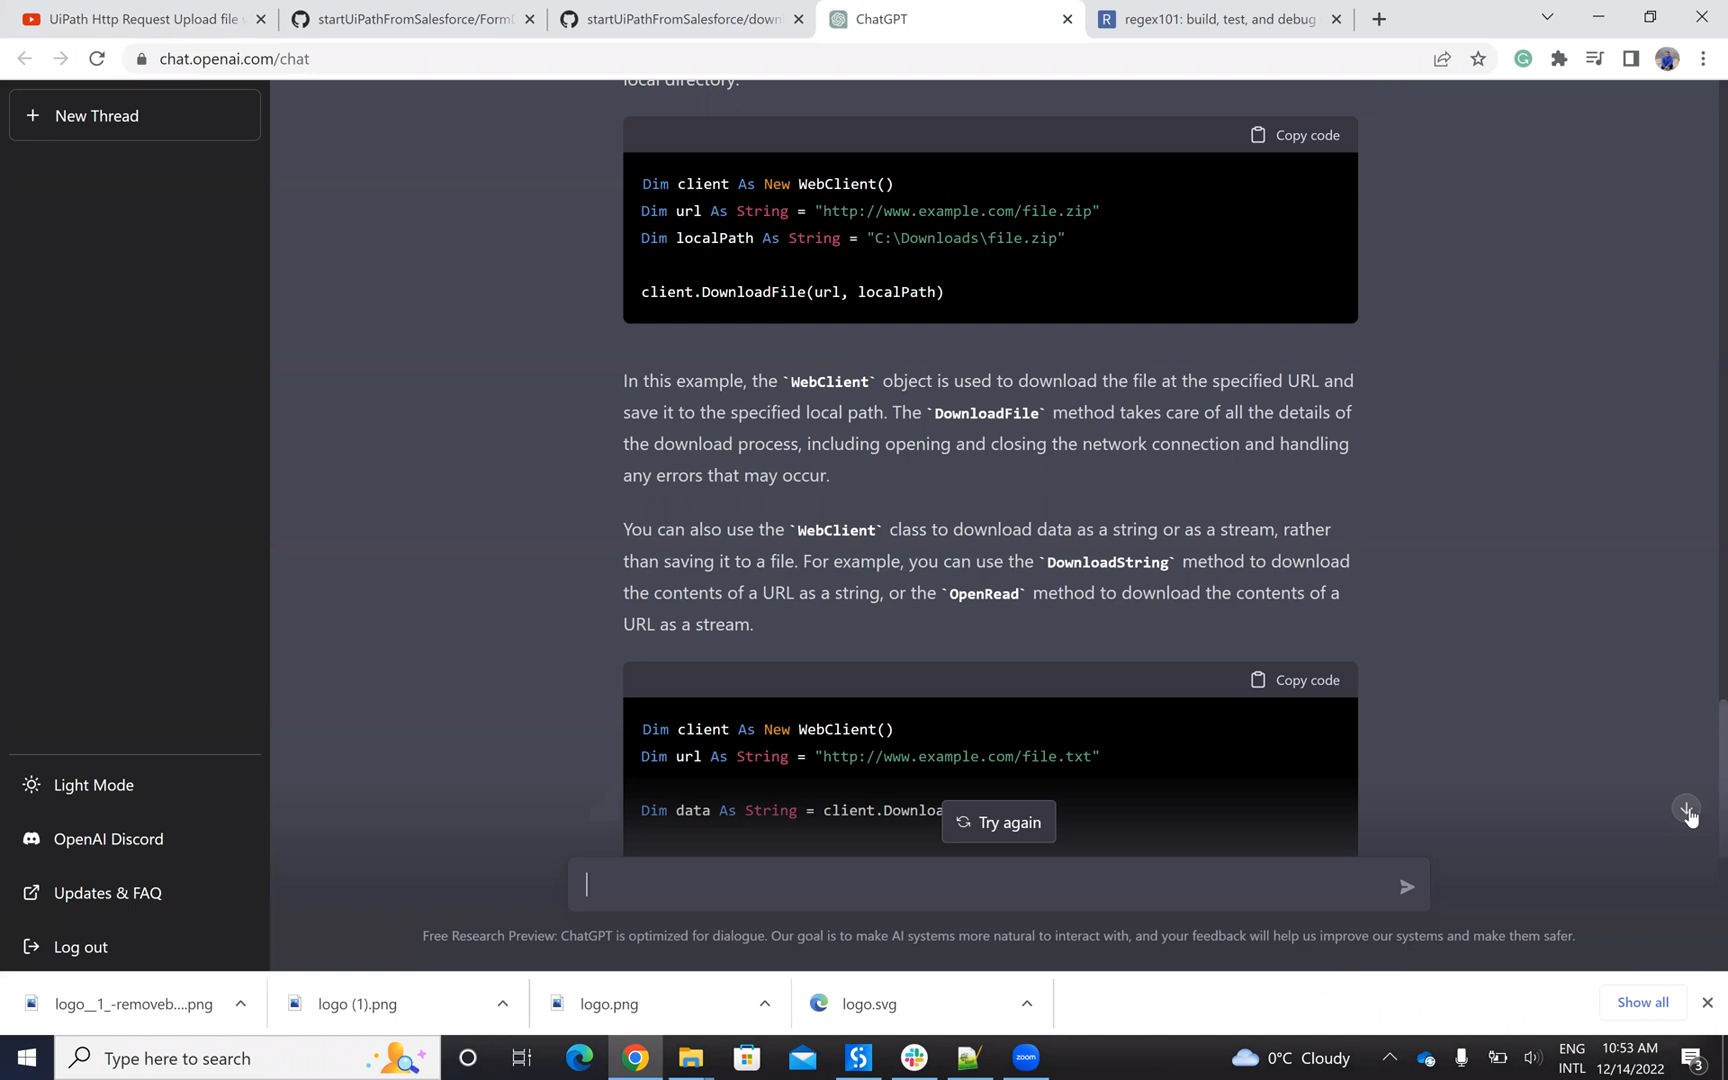 UiPath Http Request Upload file
startUiPathFromSalesforce/Form
startUiPathFromSalesforce/down
ChatGPT
regex101: build, test, and debug
chat.openai.com/chat
New Thread
local directory.
Copy code
Dim client As New WebClient()
Dim url As String = "http://www.example.com/file.zip"
Dim localPath As String = "C:\Downloads\file.zip"
client.DownloadFile(url, localPath)
In this example, the `WebClient` object is used to download the file at the specified URL and
save it to the specified local path. The `DownloadFile` method takes care of all the details of
the download process, including opening and closing the network connection and handling
any errors that may occur.
You can also use the `WebClient` class to download data as a string or as a stream, rather
than saving it to a file. For example, you can use the `DownloadString` method to download
the contents of a URL as a string, or the `OpenRead` method to download the contents of a
URL as a stream.
Copy code
Dim client As New WebClient()
Dim url As String = "http://www.example.com/file.txt"
Dim data As String = client.Downloa
Try again
Light Mode
OpenAI Discord
Updates & FAQ
Log out
Free Research Preview: ChatGPT is optimized for dialogue. Our goal is to make AI systems more natural to interact with, and your feedback will help us improve our systems and make them safer.
logo__1_-removeb....png
logo (1).png
logo.png
logo.svg
Show all
Type here to search
zoom
0°C Cloudy
ENG
INTL
10:53 AM
12/14/2022
3